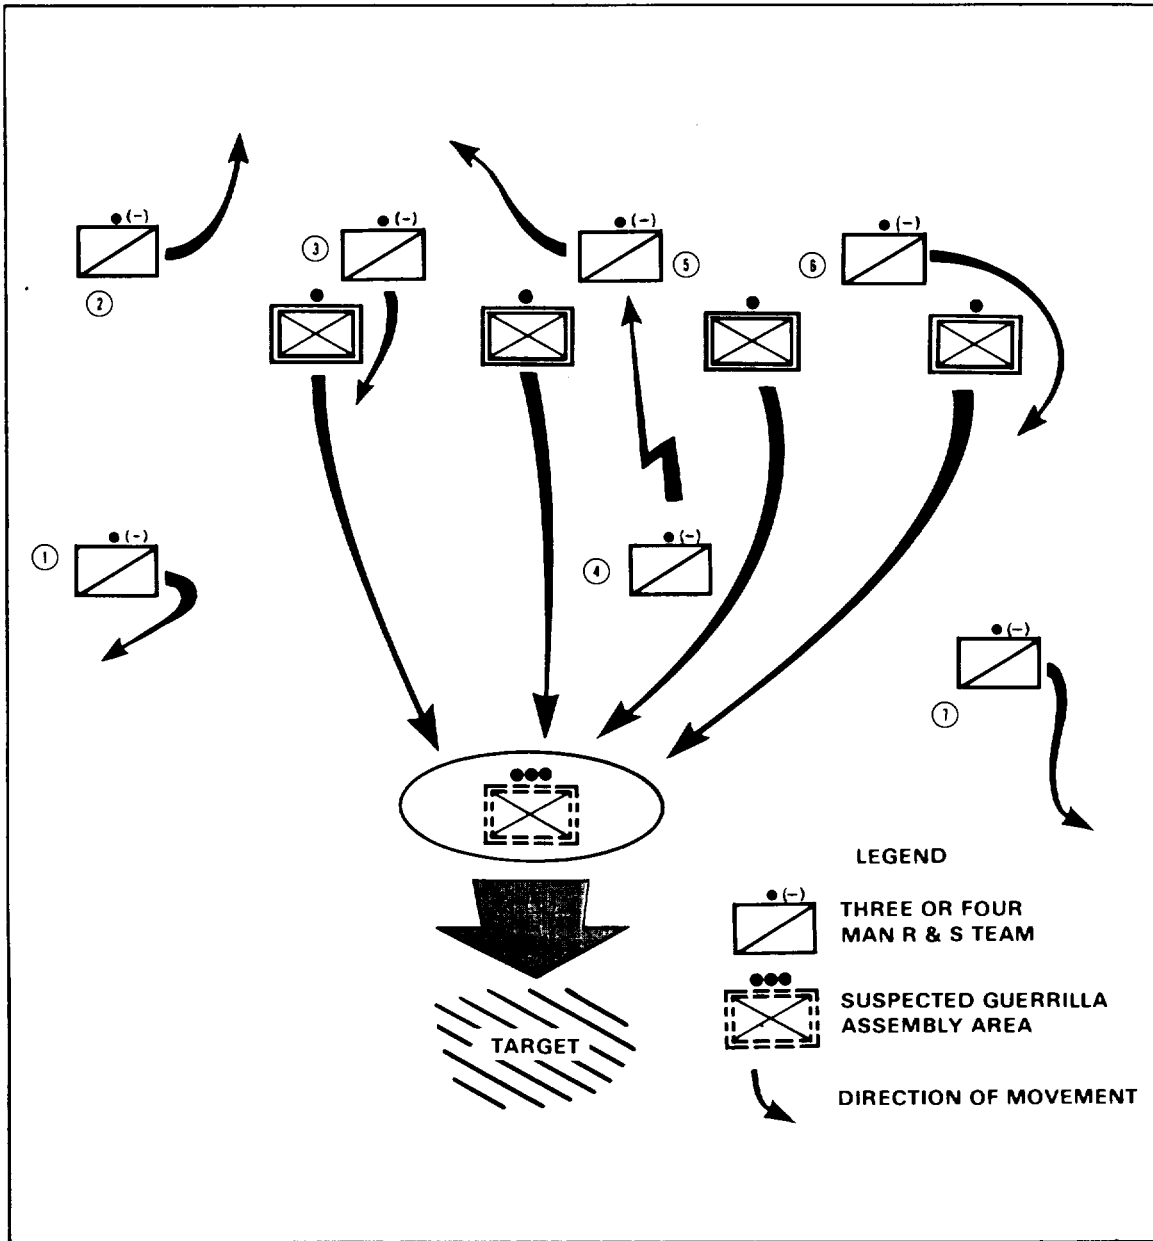 (-)
(-)
(-)
(-)
2
3
5
6
(-)
(-)
1
4
(-)
7
LEGEND
(-)
THREE OR FOUR
MAN R & S TEAM
SUSPECTED GUERRILLA
ASSEMBLY AREA
TARGET
DIRECTION OF MOVEMENT